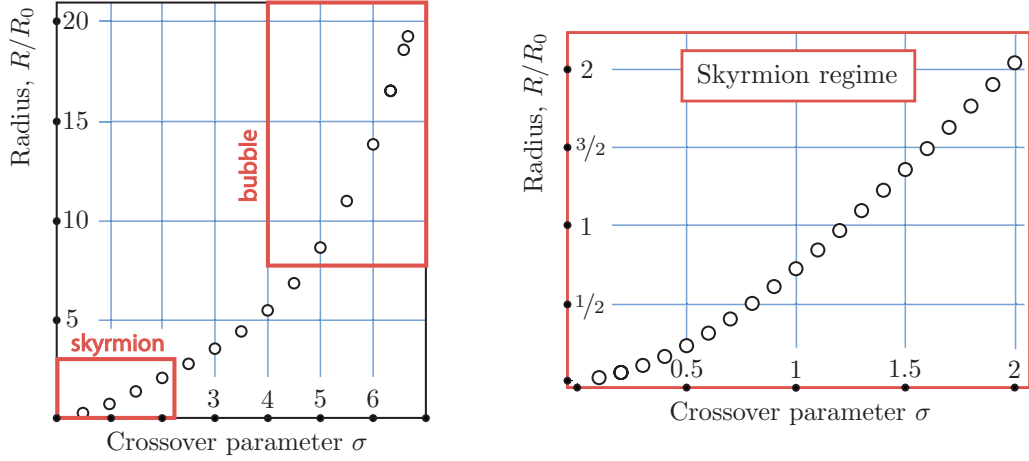 Radius, R/R₀
20
15
10
5
bubble
skyrmion
3
4
5
6
Crossover parameter σ
Radius, R/R₀
Skyrmion regime
2
3/2
1
1/2
0.5
1
1.5
2
Crossover parameter σ